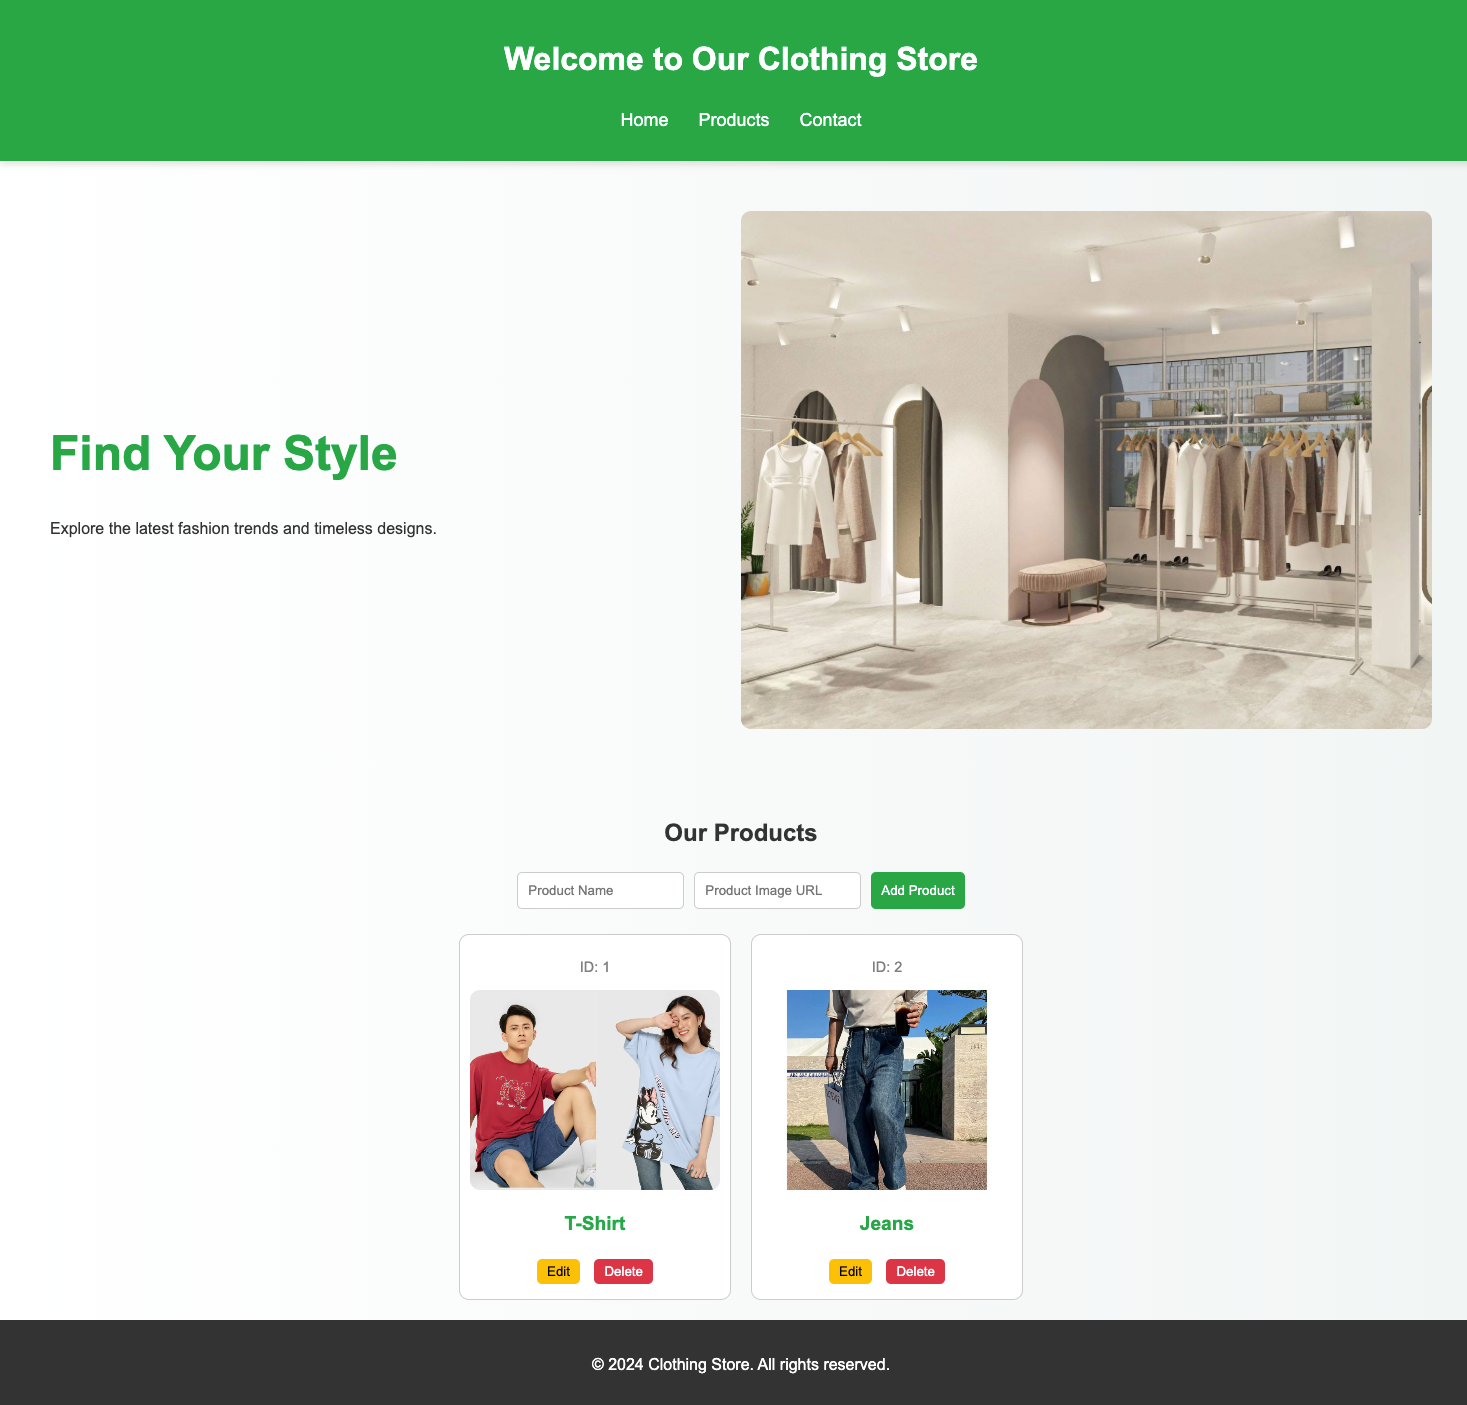 Welcome to Our Clothing Store
Home Products Contact
Find Your Style
Explore the latest fashion trends and timeless designs.
Our Products
Product Name Product Image URL Add Product
ID: 1
ID: 2
T-Shirt
Jeans
Edit Delete
Edit Delete
© 2024 Clothing Store. All rights reserved.